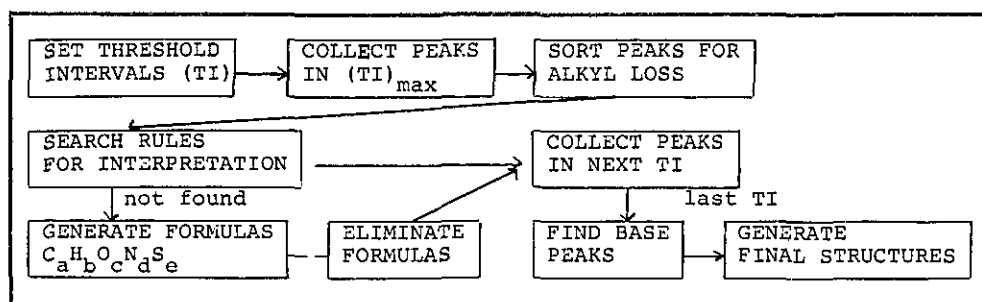 SET THRESHOLD
INTERVALS (TI)
COLLECT PEAKS
IN (TI)max
SORT PEAKS FOR
ALKYL LOSS
SEARCH RULES
FOR INTERPRETATION
COLLECT PEAKS
IN NEXT TI
not found
last TI
GENERATE FORMULAS
CaHbOcNdSe
ELIMINATE
FORMULAS
FIND BASE
PEAKS
GENERATE
FINAL STRUCTURES